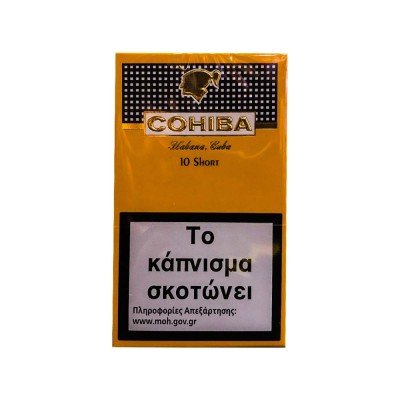 COHIBA
Habana, Cuba
10 SHORT
Το
κάπνισμα
σκοτώνει
Πληροφορίες Απεξάρτησης:
www.moh.gov.gr